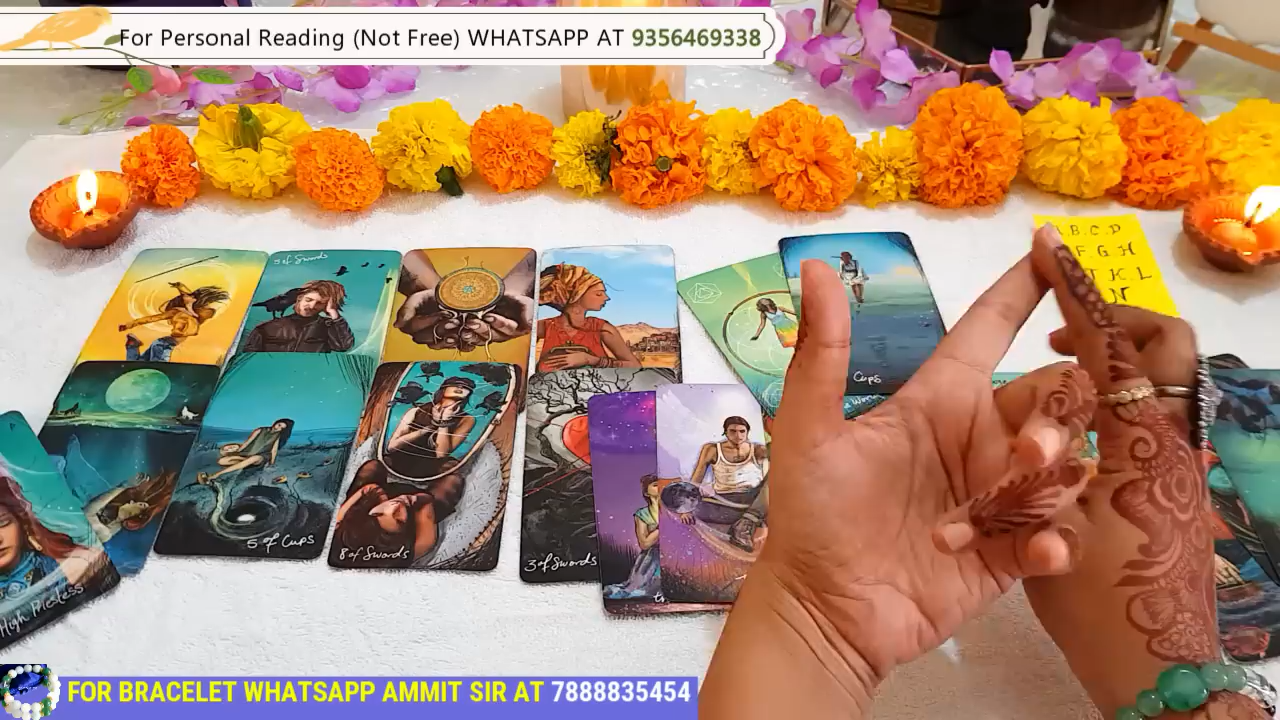 For Personal Reading (Not Free) WHATSAPP AT 9356469338
B.C.D
F.G.H
K L
N
5 of Swords
Cups
5 of Cups
8 of Swords
3 of Swords
High Priestess
FOR BRACELET WHATSAPP AMMIT SIR AT 7888835454